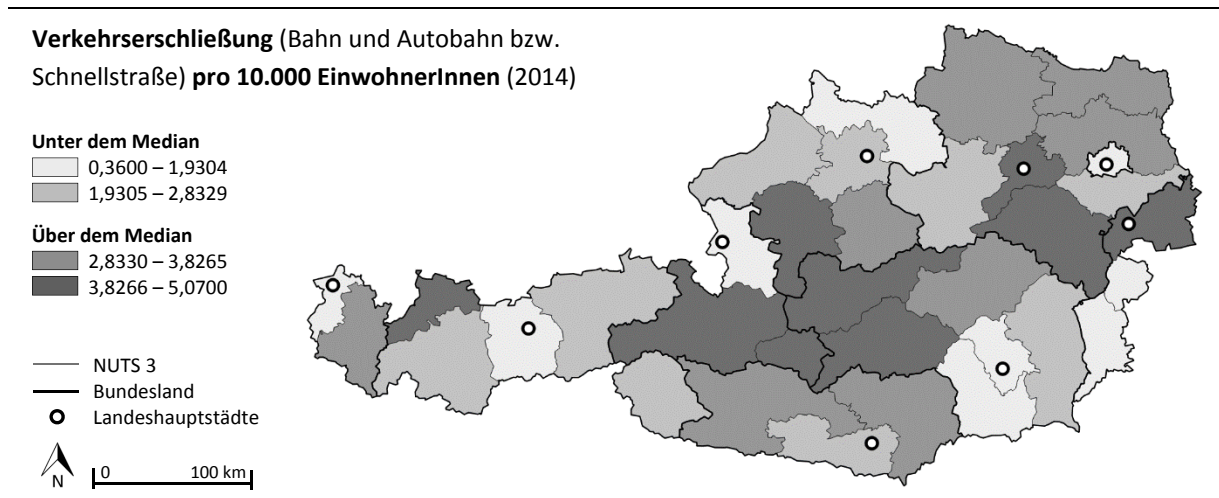 Verkehrserschließung (Bahn und Autobahn bzw.
Schnellstraße) pro 10.000 EinwohnerInnen (2014)
Unter dem Median
0,3600 – 1,9304
1,9305 – 2,8329
Über dem Median
2,8330 – 3,8265
3,8266 – 5,0700
NUTS 3
Bundesland
Landeshauptstädte
N
0 100 km